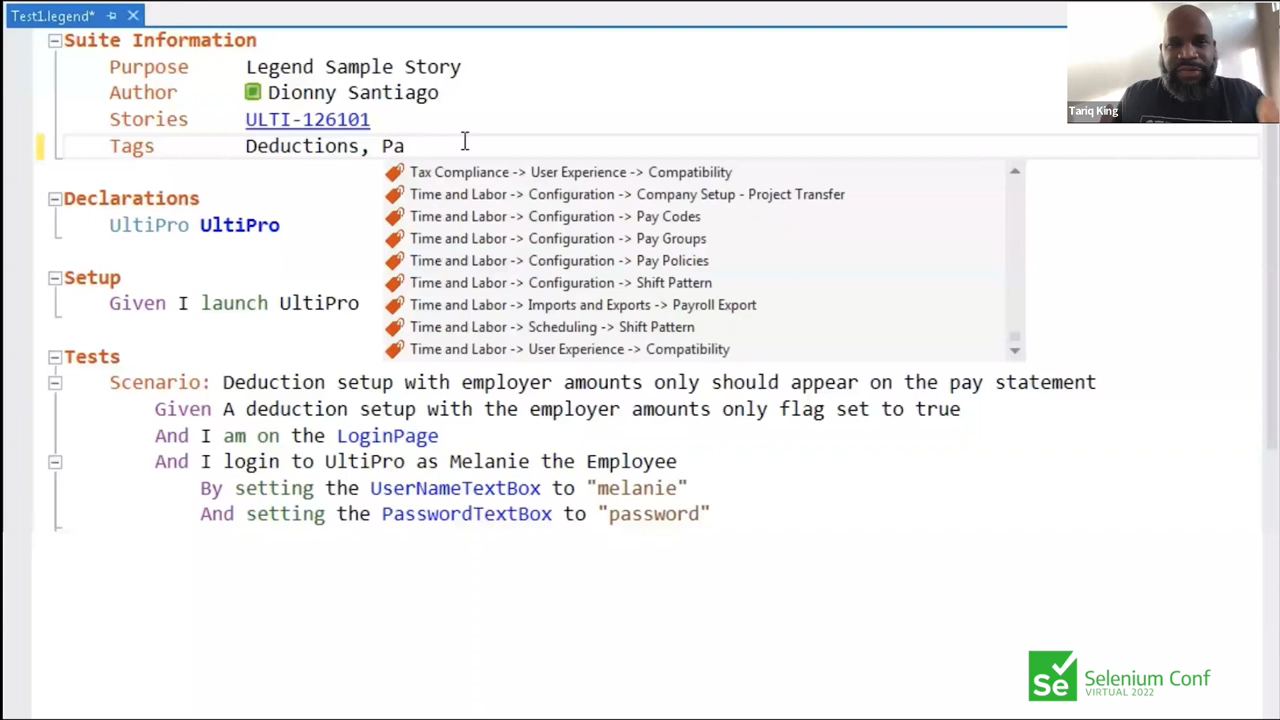 Test1.legend*
Suite Information
Purpose Legend Sample Story
Author Dionny Santiago
Stories ULTI-126101
Tags Deductions, Pa
Tax Compliance -> User Experience -> Compatibility
Time and Labor -> Configuration -> Company Setup - Project Transfer
Time and Labor -> Configuration -> Pay Codes
Time and Labor -> Configuration -> Pay Groups
Time and Labor -> Configuration -> Pay Policies
Time and Labor -> Configuration -> Shift Pattern
Time and Labor -> Imports and Exports -> Payroll Export
Time and Labor -> Scheduling -> Shift Pattern
Time and Labor -> User Experience -> Compatibility
Declarations
UltiPro UltiPro
Setup
Given I launch UltiPro
Tests
Scenario: Deduction setup with employer amounts only should appear on the pay statement
Given A deduction setup with the employer amounts only flag set to true
And I am on the LoginPage
And I login to UltiPro as Melanie the Employee
By setting the UserNameTextBox to "melanie"
And setting the PasswordTextBox to "password"
Tariq King
Se Selenium Conf
VIRTUAL 2022